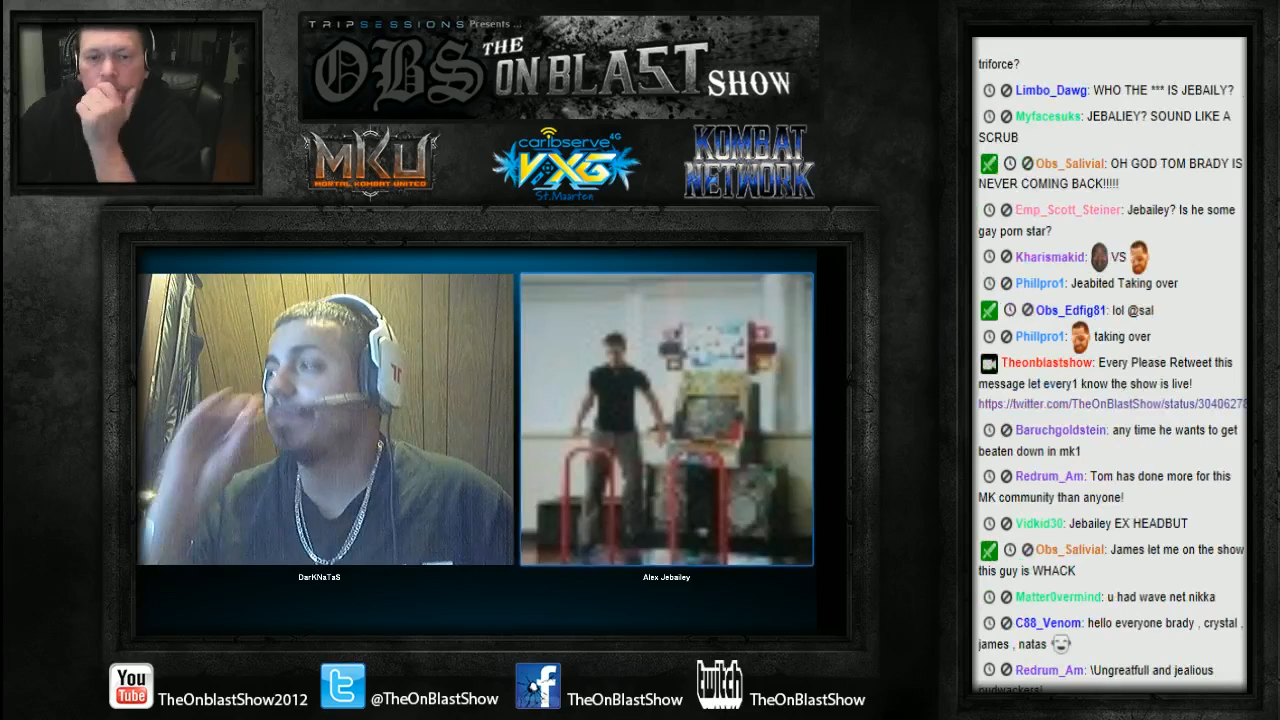 TRIPSESSIONS Presents ...
OBS THE ON BLAST SHOW
MKU
MORTAL KOMBAT UNITED
caribserve 4G
VXG
St.Maarten
KOMBAT
NETWORK
DarKNaTaS
Alex Jebailey
You
Tube
TheOnblastShow2012
@TheOnBlastShow
TheOnBlastShow
twitch
TheOnBlastShow
triforce?
Limbo_Dawg: WHO THE *** IS JEBAILY?
Myfacesuks: JEBALIEY? SOUND LIKE A
SCRUB
Obs_Salivial: OH GOD TOM BRADY IS
NEVER COMING BACK!!!!!
Emp_Scott_Steiner: Jebailey? Is he some
gay porn star?
Kharismakid: VS
Phillpro1: Jeabited Taking over
Obs_Edfig81: lol @sal
Phillpro1: taking over
Theonblastshow: Every Please Retweet this
message let every1 know the show is live!
https://twitter.com/TheOnBlastShow/status/30406278
Baruchgoldstein: any time he wants to get
beaten down in mk1
Redrum_Am: Tom has done more for this
MK community than anyone!
Vidkid30: Jebailey EX HEADBUT
Obs_Salivial: James let me on the show
this guy is WHACK
Matter0vermind: u had wave net nikka
C88_Venom: hello everyone brady , crystal ,
james , natas
Redrum_Am: \Ungreatfull and jealious